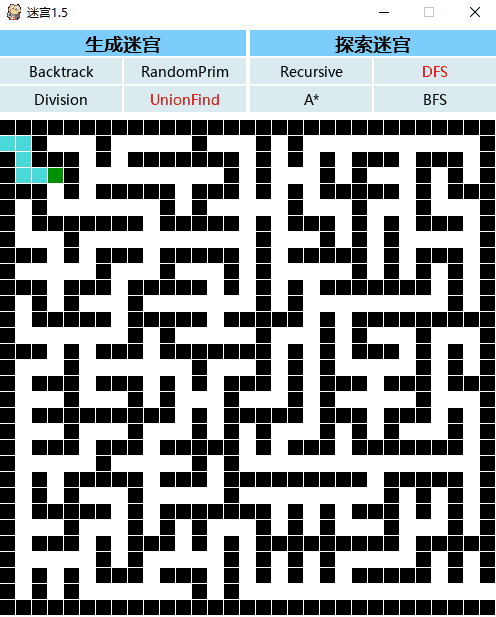 迷宫1.5
生成迷宫 探索迷宫
Backtrack RandomPrim Recursive DFS
Division UnionFind A* BFS